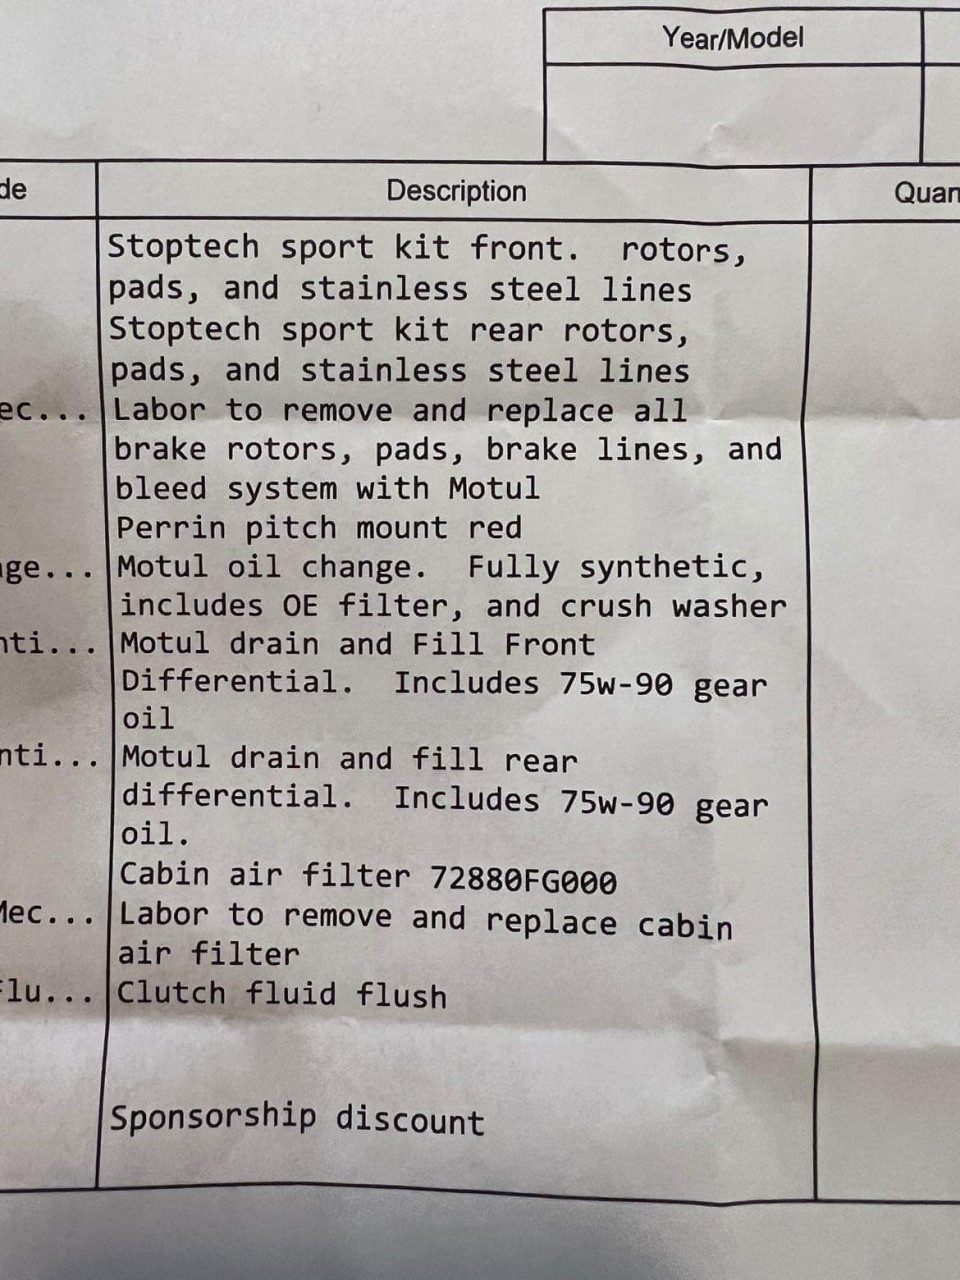 Year/Model
de Description Quan
Stoptech sport kit front.  rotors,
pads, and stainless steel lines
Stoptech sport kit rear rotors,
pads, and stainless steel lines
ec... Labor to remove and replace all
brake rotors, pads, brake lines, and
bleed system with Motul
Perrin pitch mount red
ge... Motul oil change.  Fully synthetic,
includes OE filter, and crush washer
nti... Motul drain and Fill Front
Differential.  Includes 75w-90 gear
oil
nti... Motul drain and fill rear
differential.  Includes 75w-90 gear
oil.
Cabin air filter 72880FG000
Mec... Labor to remove and replace cabin
air filter
Flu... Clutch fluid flush
Sponsorship discount